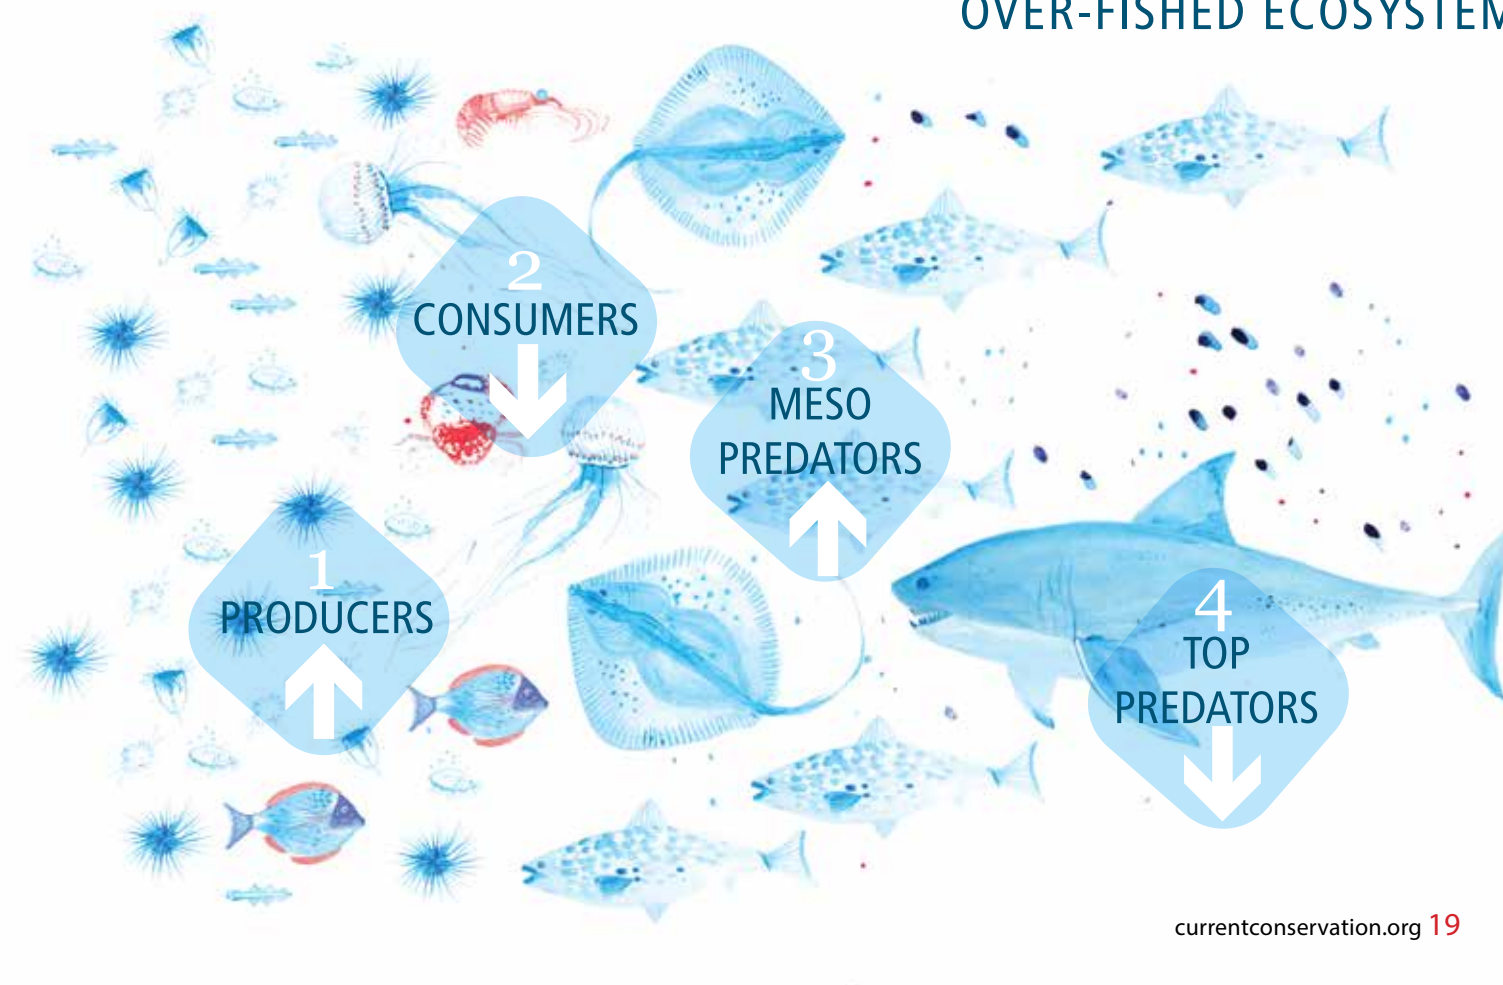 OVER-FISHED ECOSYSTEM
2
CONSUMERS
3
MESO
PREDATORS
1
PRODUCERS
4
TOP
PREDATORS
currentconservation.org 19